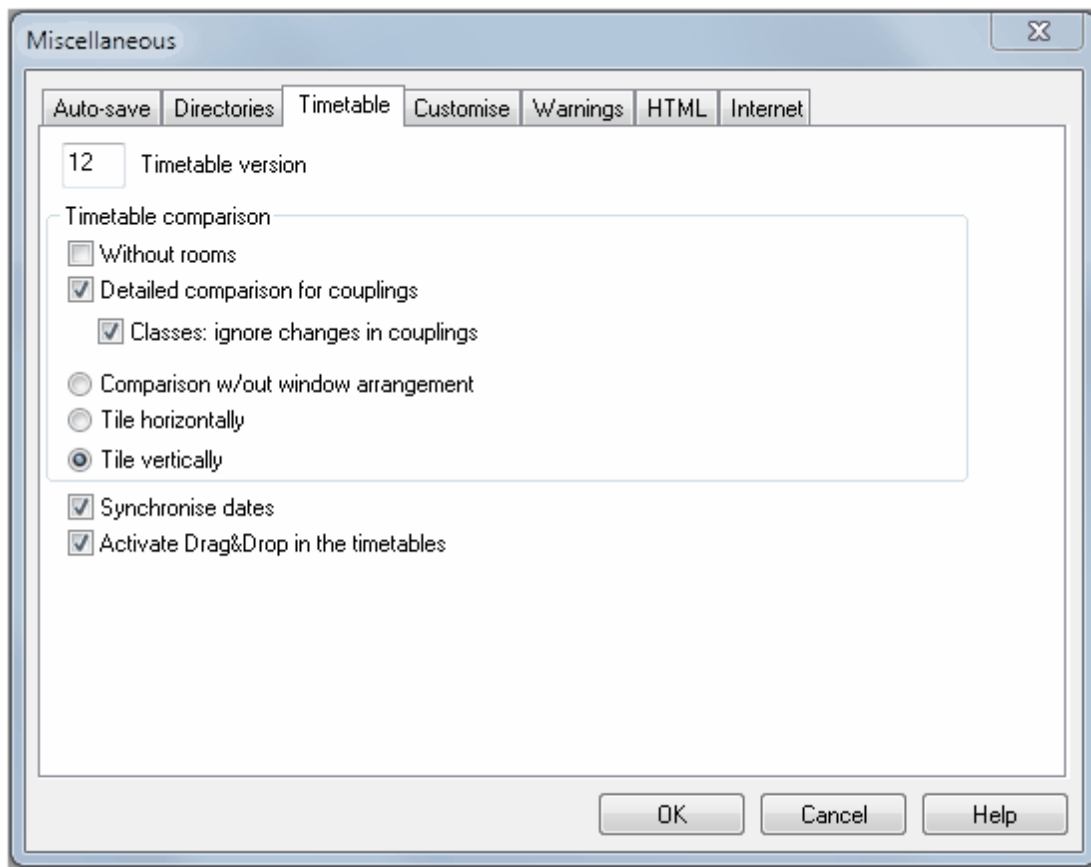 Miscellaneous
Auto-save Directories Timetable Customise Warnings HTML Internet
12 Timetable version
Timetable comparison
Without rooms
Detailed comparison for couplings
Classes: ignore changes in couplings
Comparison w/out window arrangement
Tile horizontally
Tile vertically
Synchronise dates
Activate Drag&Drop in the timetables
OK Cancel Help